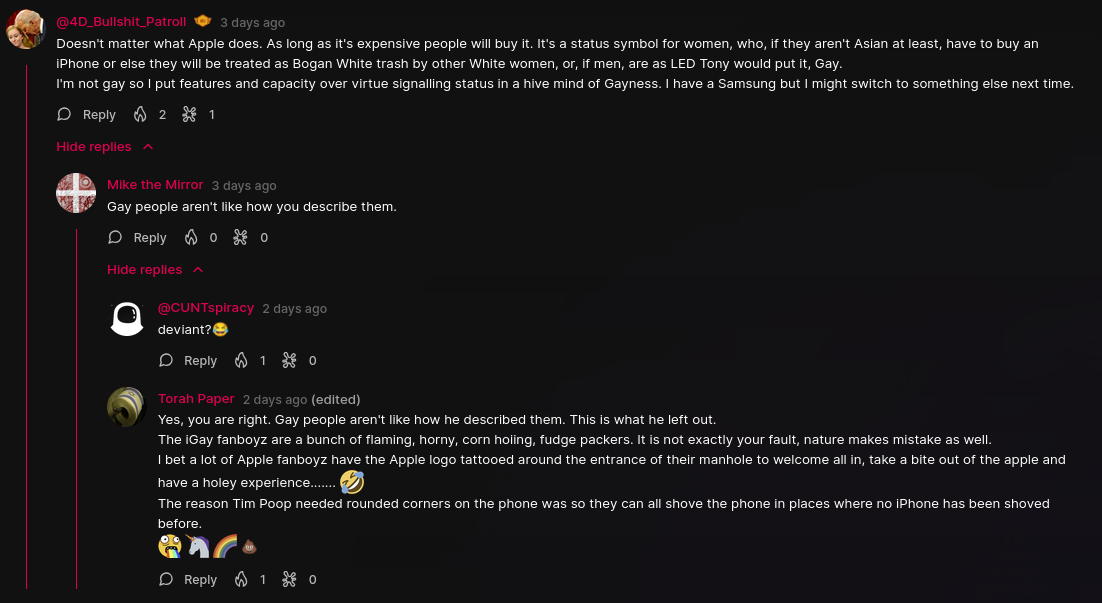 @4D_Bullshit_Patroll 3 days ago
Doesn't matter what Apple does. As long as it's expensive people will buy it. It's a status symbol for women, who, if they aren't Asian at least, have to buy an
iPhone or else they will be treated as Bogan White trash by other White women, or, if men, are as LED Tony would put it, Gay.
I'm not gay so I put features and capacity over virtue signalling status in a hive mind of Gayness. I have a Samsung but I might switch to something else next time.
Reply 2 1
Hide replies
Mike the Mirror 3 days ago
Gay people aren't like how you describe them.
Reply 0 0
Hide replies
@CUNTspiracy 2 days ago
deviant?😂
Reply 1 0
Torah Paper 2 days ago (edited)
Yes, you are right. Gay people aren't like how he described them. This is what he left out.
The iGay fanboyz are a bunch of flaming, horny, corn hoiing, fudge packers. It is not exactly your fault, nature makes mistake as well.
I bet a lot of Apple fanboyz have the Apple logo tattooed around the entrance of their manhole to welcome all in, take a bite out of the apple and
have a holey experience....... 🤣
The reason Tim Poop needed rounded corners on the phone was so they can all shove the phone in places where no iPhone has been shoved
before.
🤮🦄🌈💩
Reply 1 0